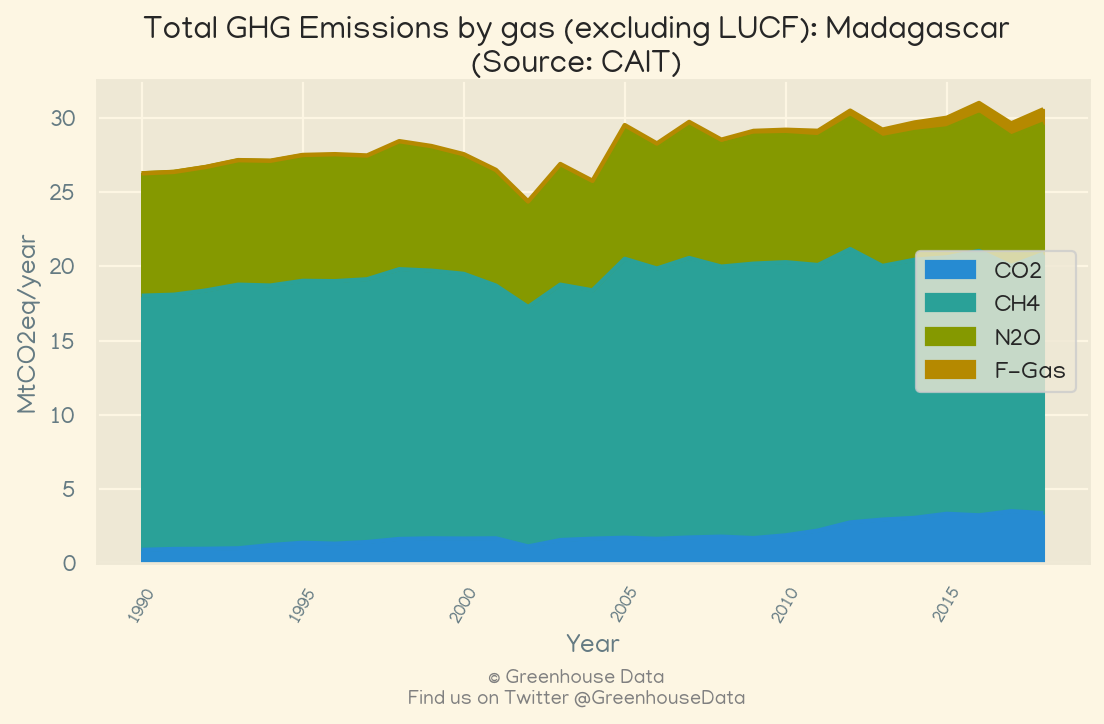 Total GHG Emissions by gas (excluding LUCF): Madagascar
(Source: CAIT)
MtCO2eq/year
30
25
20
15
10
5
0
CO2
CH4
N2O
F-Gas
1990
1995
2000
2005
2010
2015
Year
© Greenhouse Data
Find us on Twitter @GreenhouseData